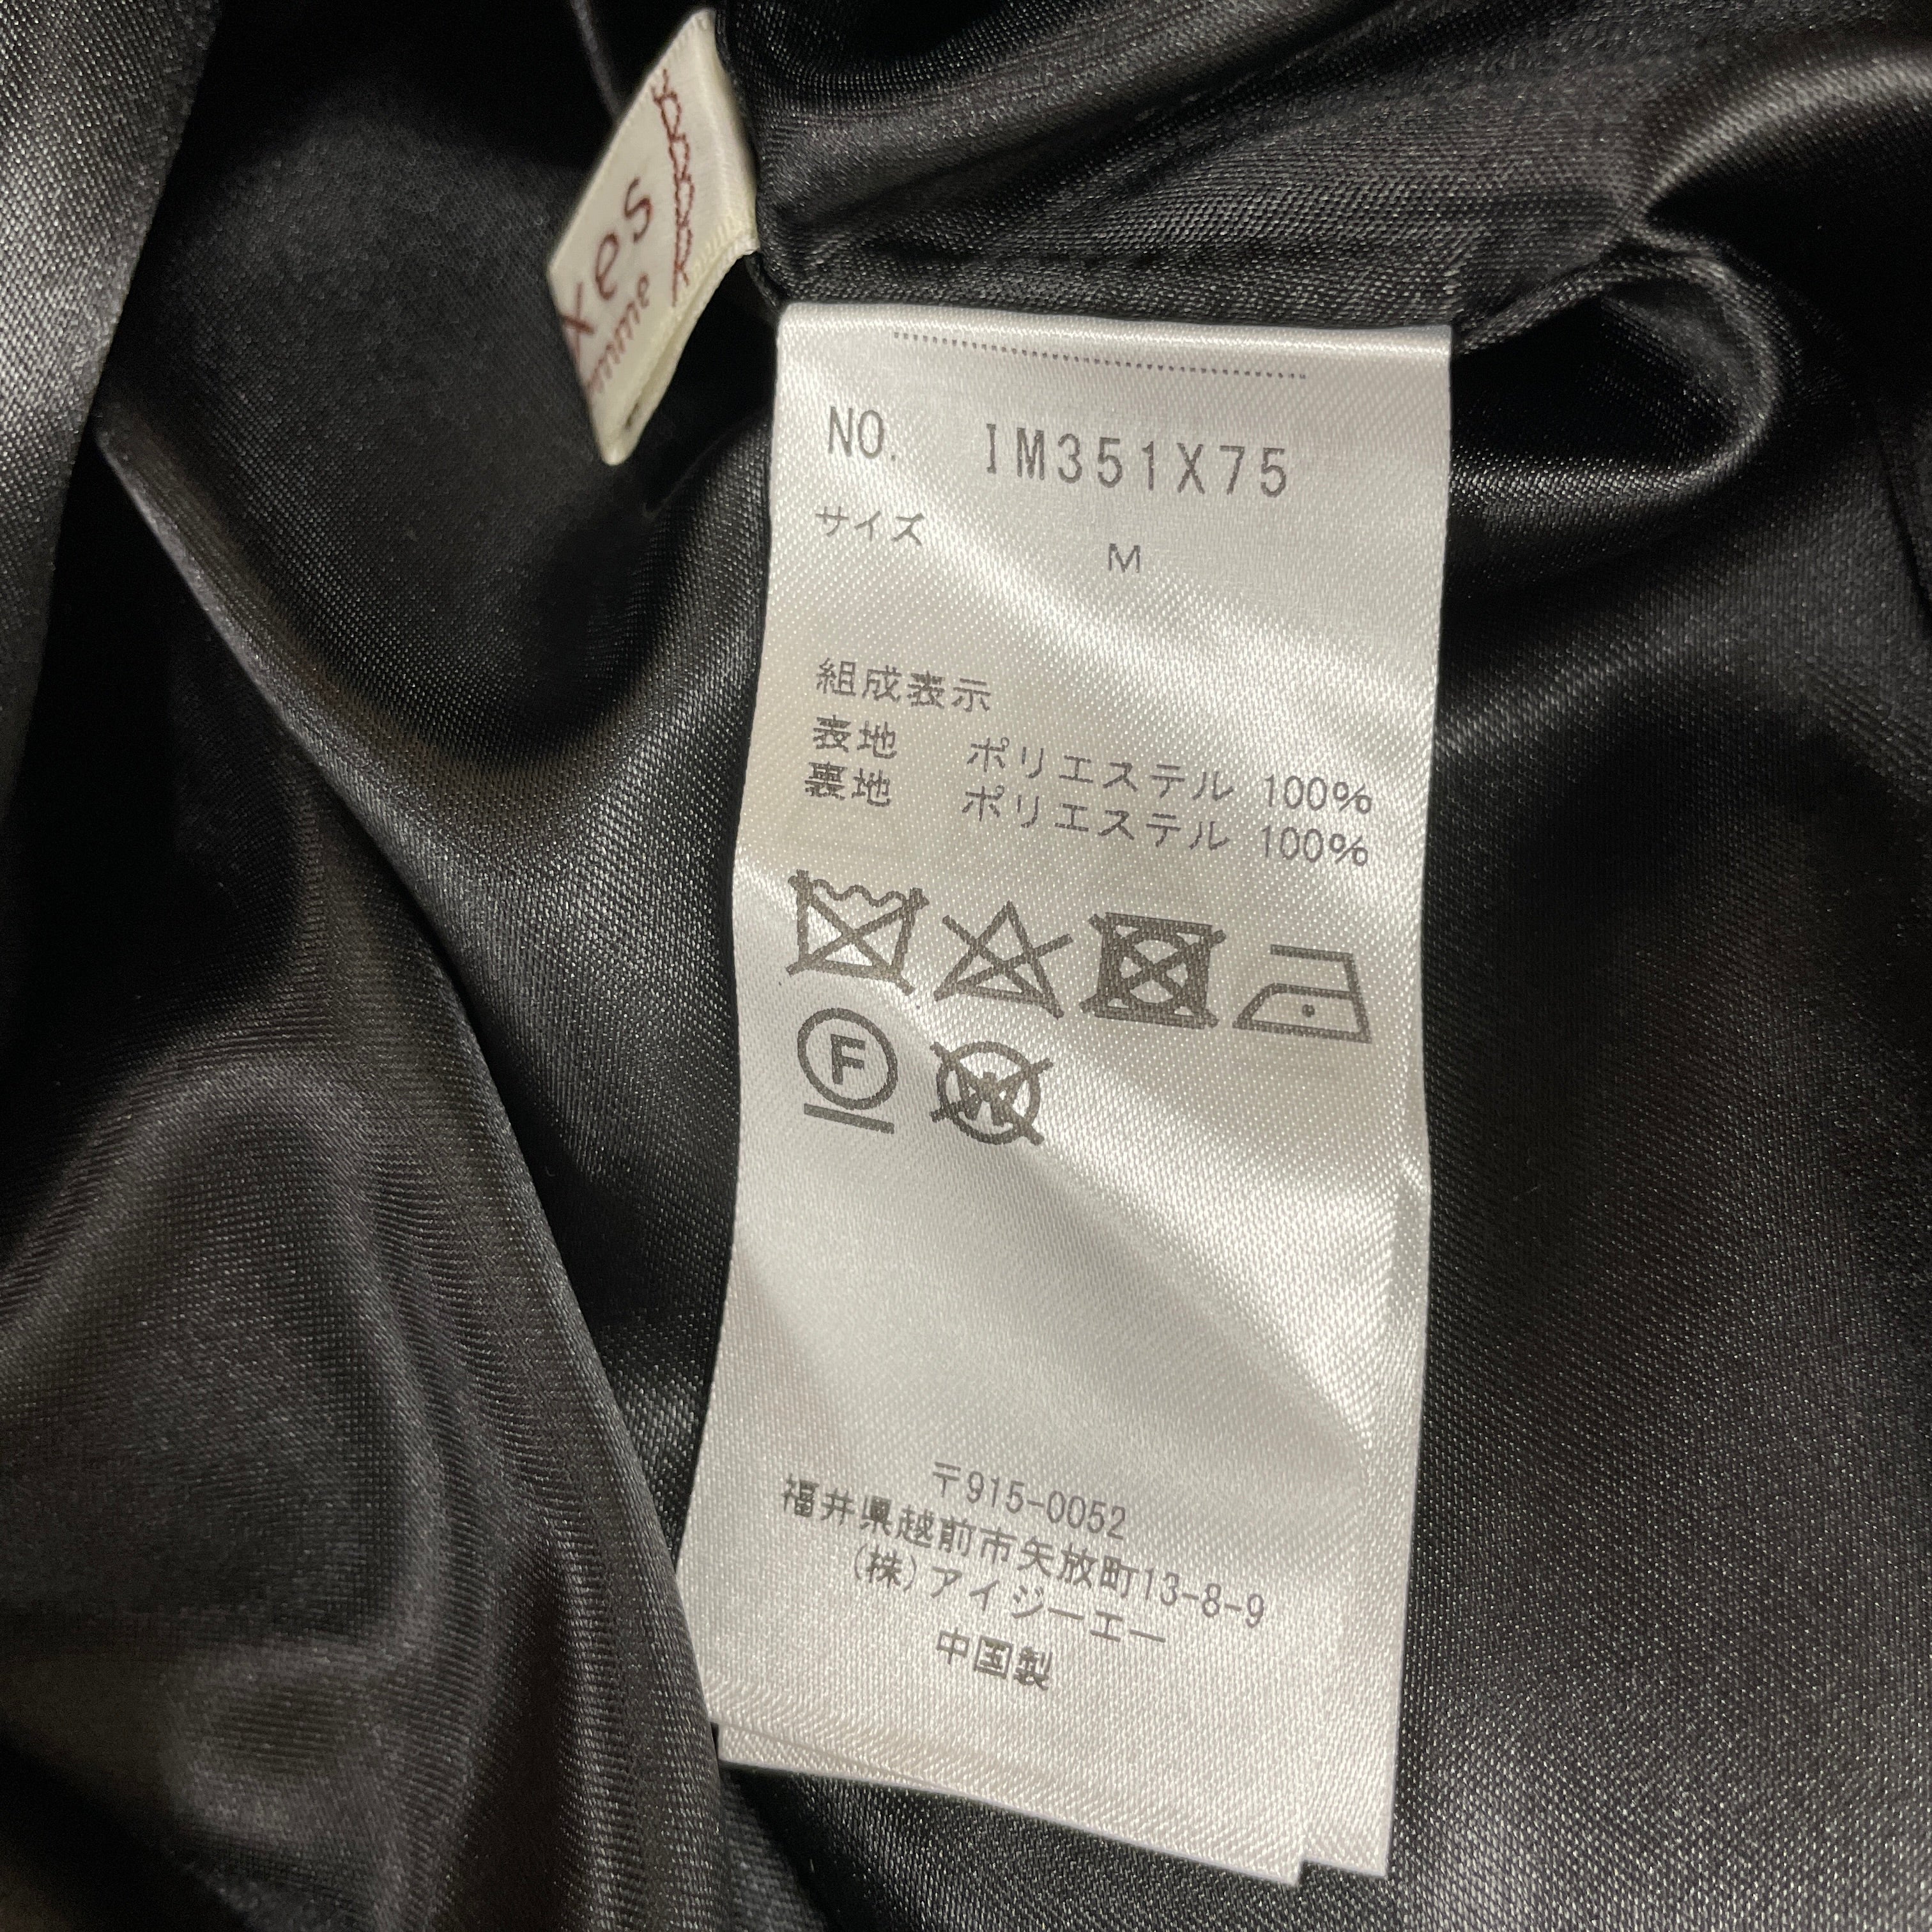 xes
mme
NO. IM351X75
サイズ M
組成表示
表地 ポリエステル 100%
裏地 ポリエステル 100%
F
W
〒915-0052
福井県越前市矢放町13-8-9
(株)アイジーエー
中国製